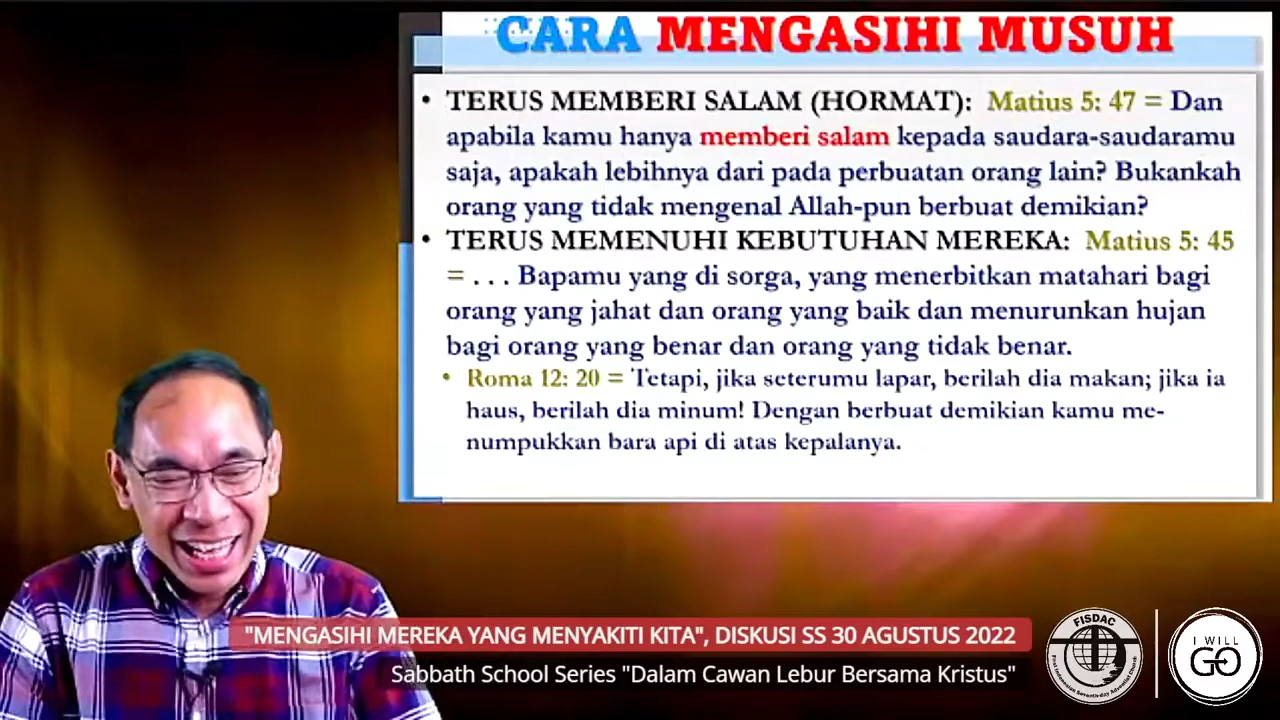 CARA MENGASIHI MUSUH
• TERUS MEMBERI SALAM (HORMAT): Matius 5: 47 = Dan
apabila kamu hanya memberi salam kepada saudara-saudaramu
saja, apakah lebihnya dari pada perbuatan orang lain? Bukankah
orang yang tidak mengenal Allah-pun berbuat demikian?
• TERUS MEMENUHI KEBUTUHAN MEREKA: Matius 5: 45
= . . . Bapamu yang di sorga, yang menerbitkan matahari bagi
orang yang jahat dan orang yang baik dan menurunkan hujan
bagi orang yang benar dan orang yang tidak benar.
• Roma 12: 20 = Tetapi, jika seterumu lapar, berilah dia makan; jika ia
haus, berilah dia minum! Dengan berbuat demikian kamu me-
numpukkan bara api di atas kepalanya.
"MENGASIHI MEREKA YANG MENYAKITI KITA", DISKUSI SS 30 AGUSTUS 2022
Sabbath School Series "Dalam Cawan Lebur Bersama Kristus"
FISDAC
First Indonesian Seventh-day Adventist Church
I WILL
GO